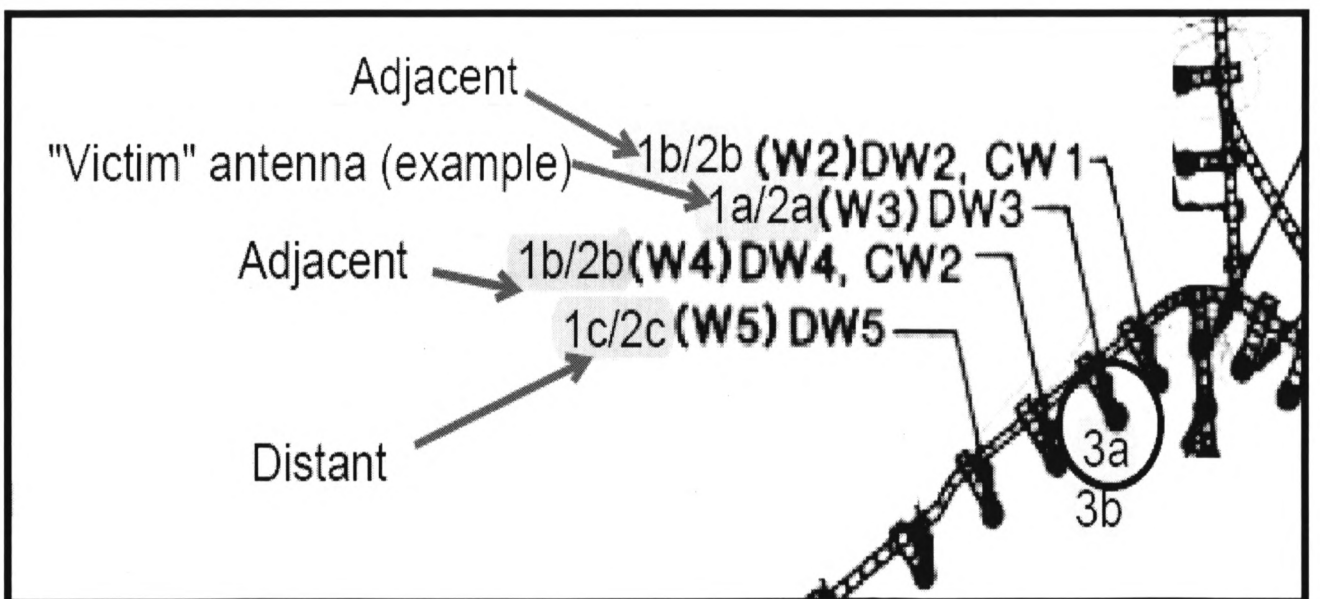 Adjacent
1b/2b (W2)DW2, CW1
"Victim" antenna (example)
1a/2a(W3) DW3
Adjacent
1b/2b(W4)DW4, CW2
1c/2c(W5) DW5
Distant
3a
3b